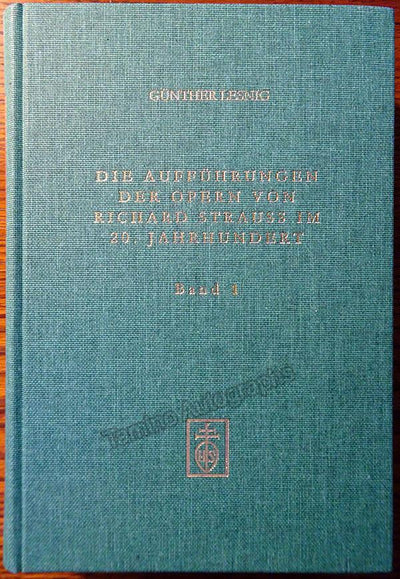 GÜNTHER LESNIG
DIE AUFFÜHRUNGEN
DER OPERN VON
RICHARD STRAUSS IM
20. JAHRHUNDERT
Band 1
Tamino Autographs